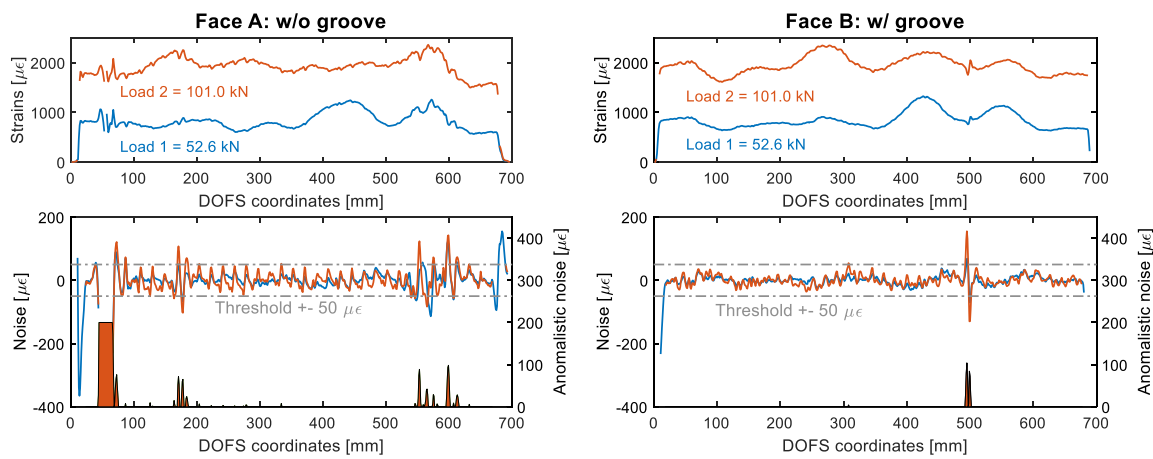 Face A: w/o groove
Strains [με]
2000
1000
0
Load 2 = 101.0 kN
Load 1 = 52.6 kN
0 100 200 300 400 500 600 700
DOFS coordinates [mm]
Face B: w/ groove
Strains [με]
2000
1000
0
Load 2 = 101.0 kN
Load 1 = 52.6 kN
0 100 200 300 400 500 600 700
DOFS coordinates [mm]
Noise [με]
200
0
-200
-400
Threshold +- 50 με
400
300
200
100
0
Anomalistic noise [με]
0 100 200 300 400 500 600 700
DOFS coordinates [mm]
Noise [με]
200
0
-200
-400
Threshold +- 50 με
400
300
200
100
0
Anomalistic noise [με]
0 100 200 300 400 500 600 700
DOFS coordinates [mm]